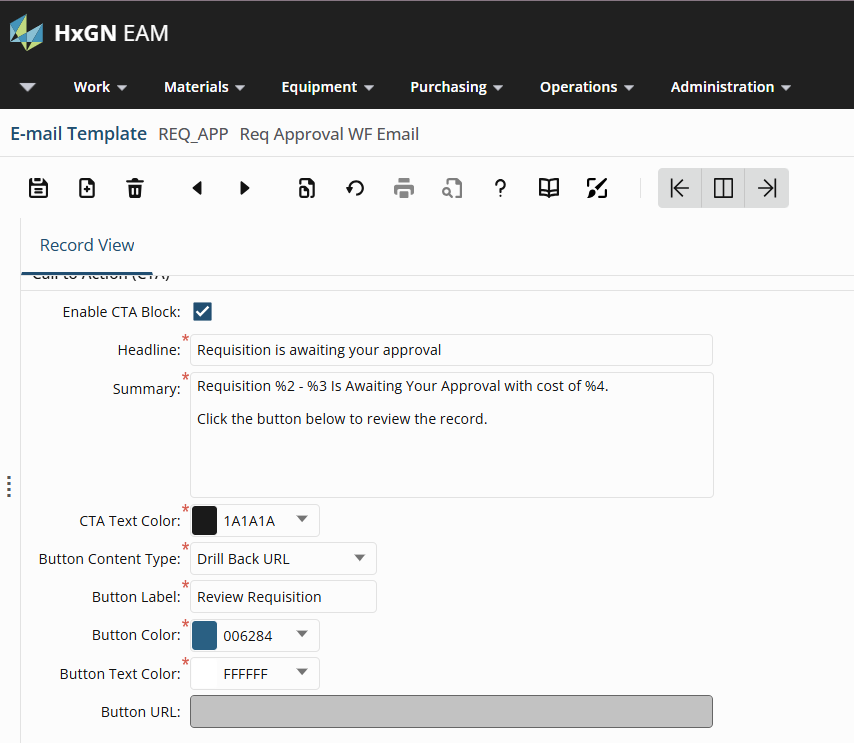 HxGN EAM
Work Materials Equipment Purchasing Operations Administration
E-mail Template REQ_APP Req Approval WF Email
Record View
Call to Action (CTA)
Enable CTA Block:
Headline: * Requisition is awaiting your approval
Summary: * Requisition %2 - %3 Is Awaiting Your Approval with cost of %4.
Click the button below to review the record.
CTA Text Color: * 1A1A1A
Button Content Type: * Drill Back URL
Button Label: * Review Requisition
Button Color: * 006284
Button Text Color: * FFFFFF
Button URL: